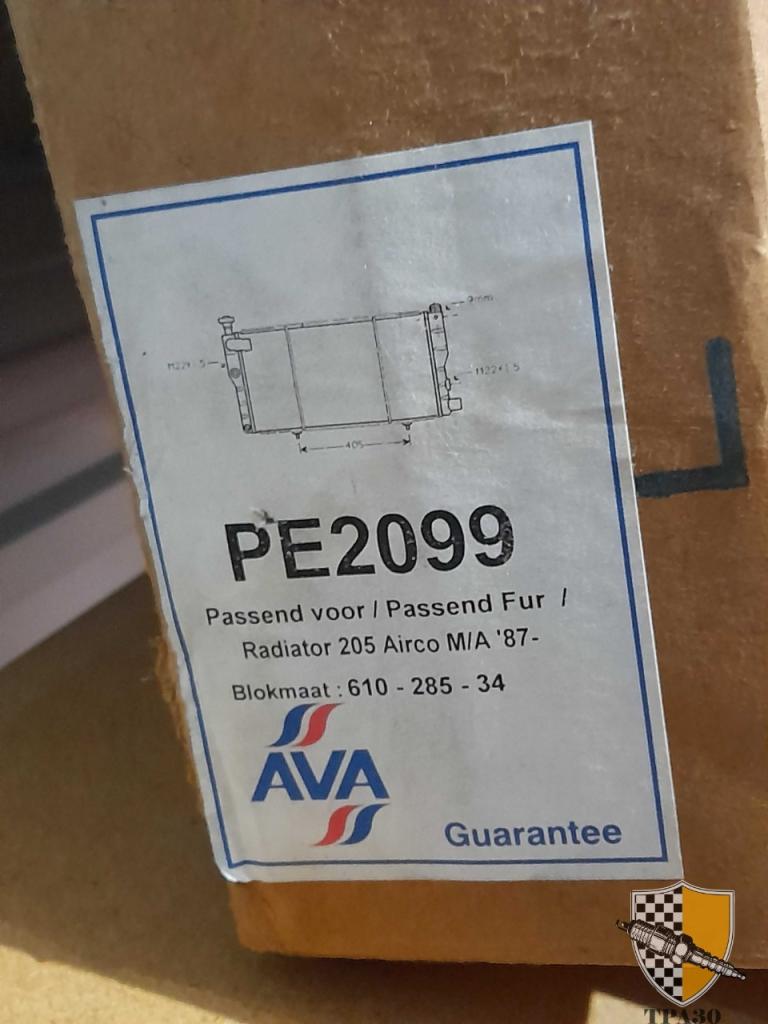 9mm
M22x1.5
M22x1.5
405
PE2099
Passend voor / Passend Fur /
Radiator 205 Airco M/A '87-
Blokmaat : 610 - 285 - 34
AVA
Guarantee
TPA30